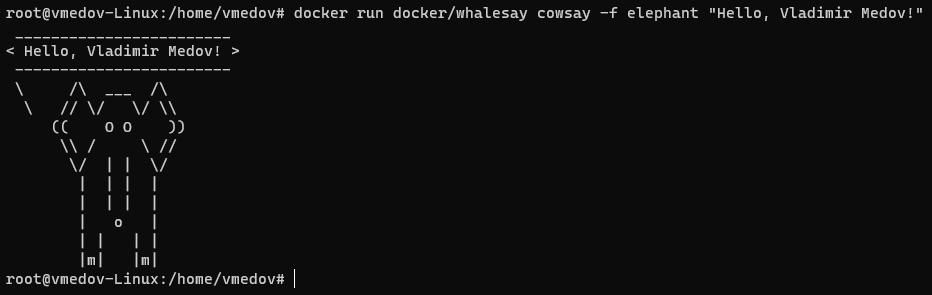 root@vmedov-Linux:/home/vmedov# docker run docker/whalesay cowsay -f elephant "Hello, Vladimir Medov!"
 ________________________
< Hello, Vladimir Medov! >
 ------------------------
 \     /\  ___  /\
  \   // \/   \/ \\
     ((    O O    ))
      \\ /     \ //
       \/  | |  \/
        |  | |  |
        |  | |  |
        |   o   |
        | |   | |
        |m|   |m|
root@vmedov-Linux:/home/vmedov#